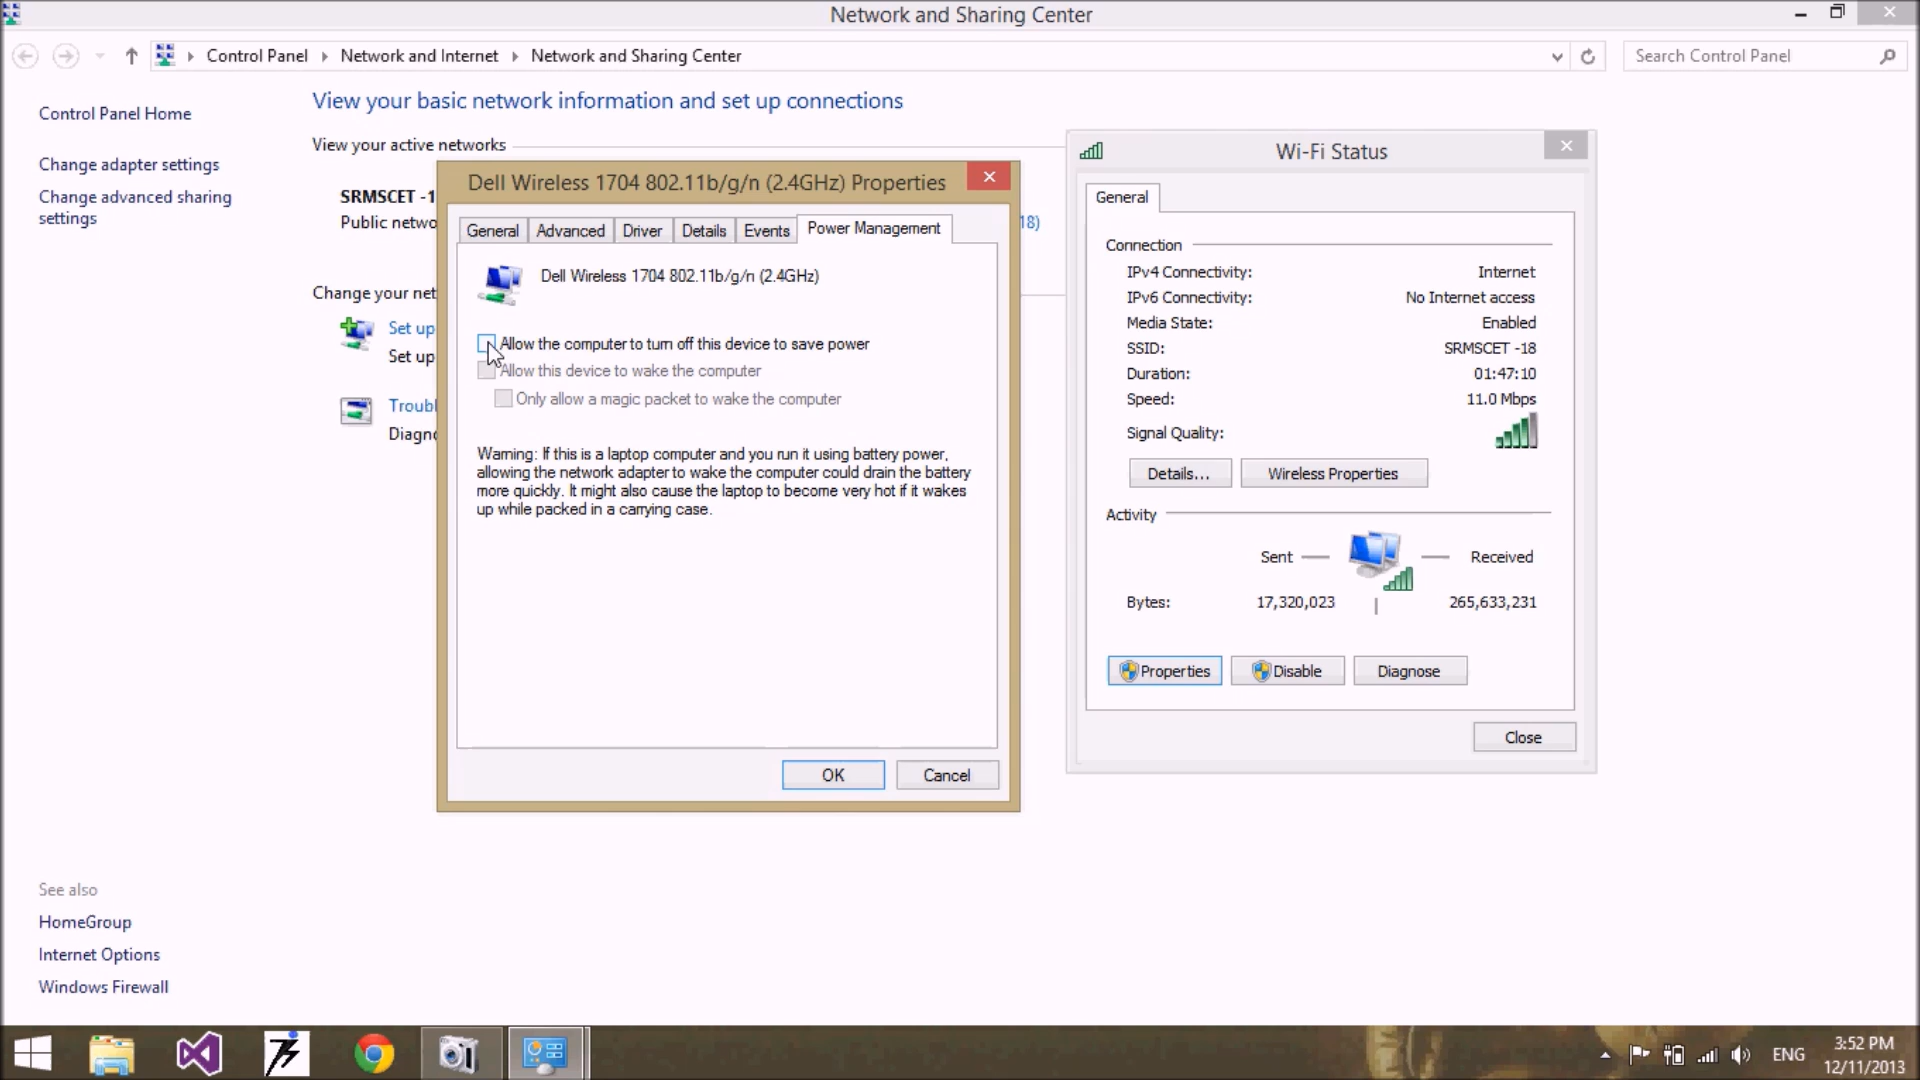 Network and Sharing Center
Control Panel Network and Internet Network and Sharing Center
Search Control Panel
Control Panel Home
Change adapter settings
Change advanced sharing
settings
View your basic network information and set up connections
View your active networks
SRMSCET -1
Public netwo
18)
Change your net
Set up
Set up
Troubl
Diagno
Dell Wireless 1704 802.11b/g/n (2.4GHz) Properties
General Advanced Driver Details Events Power Management
Dell Wireless 1704 802.11b/g/n (2.4GHz)
Allow the computer to turn off this device to save power
Allow this device to wake the computer
Only allow a magic packet to wake the computer
Warning: If this is a laptop computer and you run it using battery power,
allowing the network adapter to wake the computer could drain the battery
more quickly. It might also cause the laptop to become very hot if it wakes
up while packed in a carrying case.
OK Cancel
Wi-Fi Status
General
Connection
IPv4 Connectivity: Internet
IPv6 Connectivity: No Internet access
Media State: Enabled
SSID: SRMSCET -18
Duration: 01:47:10
Speed: 11.0 Mbps
Signal Quality:
Details... Wireless Properties
Activity
Sent Received
Bytes: 17,320,023 265,633,231
Properties Disable Diagnose
Close
See also
HomeGroup
Internet Options
Windows Firewall
ENG
3:52 PM
12/11/2013